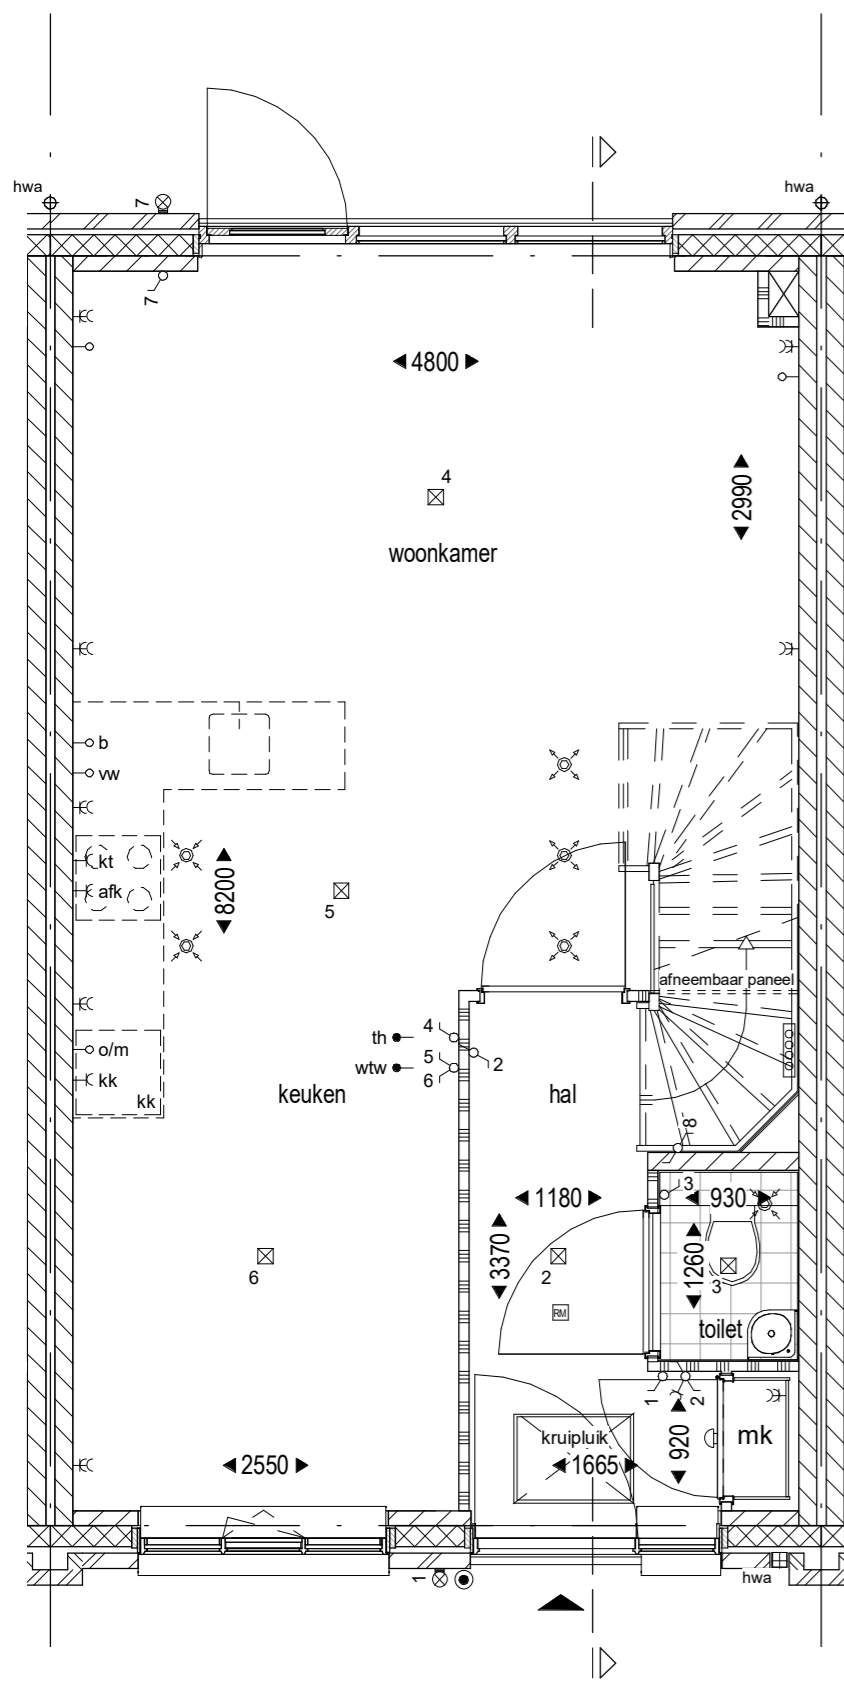 hwa
7
hwa
7
4800
2990
4
woonkamer
b
vw
kt
afk
8200
5
afneembaar paneel
o/m
kk
kk
th
wtw
4
5
6
2
keuken
hal
8
3
930
1180
1260
3370
6
2
3
RM
toilet
1
2
kruipluik
920
mk
2550
1665
1
hwa